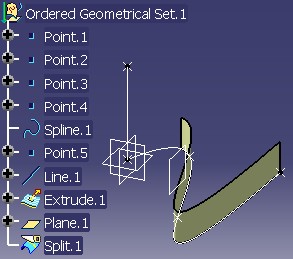 Ordered Geometrical Set.1
Point.1
Point.2
Point.3
Point.4
Spline.1
Point.5
Line.1
Extrude.1
Plane.1
Split.1